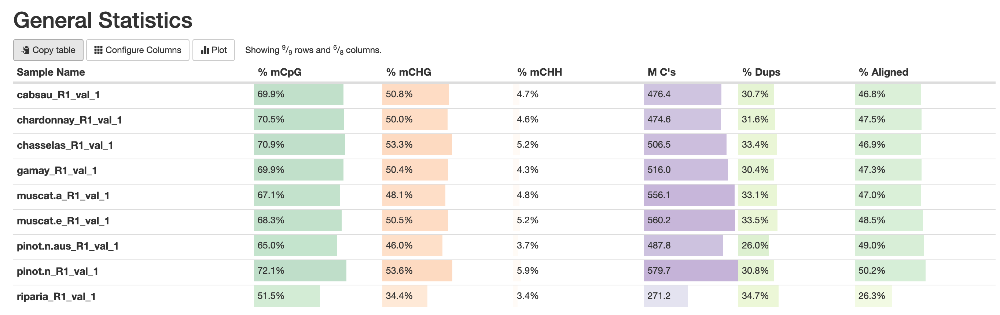 General Statistics
Copy table Configure Columns Plot Showing 9/9 rows and 6/8 columns.
Sample Name % mCpG % mCHG % mCHH M C's % Dups % Aligned
cabsau_R1_val_1 69.9% 50.8% 4.7% 476.4 30.7% 46.8%
chardonnay_R1_val_1 70.5% 50.0% 4.6% 474.6 31.6% 47.5%
chasselas_R1_val_1 70.9% 53.3% 5.2% 506.5 33.4% 46.9%
gamay_R1_val_1 69.9% 50.4% 4.3% 516.0 30.4% 47.3%
muscat.a_R1_val_1 67.1% 48.1% 4.8% 556.1 33.1% 47.0%
muscat.e_R1_val_1 68.3% 50.5% 5.2% 560.2 33.5% 48.5%
pinot.n.aus_R1_val_1 65.0% 46.0% 3.7% 487.8 26.0% 49.0%
pinot.n_R1_val_1 72.1% 53.6% 5.9% 579.7 30.8% 50.2%
riparia_R1_val_1 51.5% 34.4% 3.4% 271.2 34.7% 26.3%